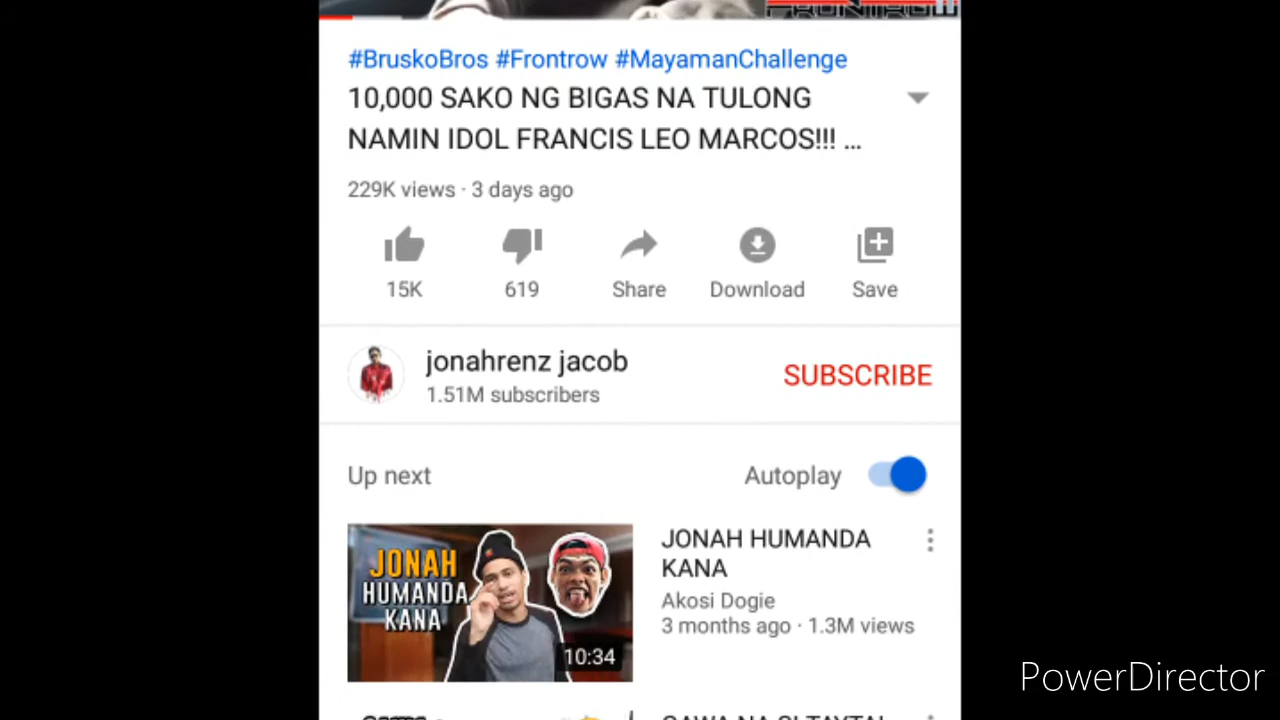 FRONTROW
#BruskoBros #Frontrow #MayamanChallenge
10,000 SAKO NG BIGAS NA TULONG
NAMIN IDOL FRANCIS LEO MARCOS!!! ...
229K views · 3 days ago
15K 619 Share Download Save
jonahrenz jacob
1.51M subscribers
SUBSCRIBE
Up next
Autoplay
JONAH
HUMANDA
KANA
10:34
JONAH HUMANDA
KANA
Akosi Dogie
3 months ago · 1.3M views
PowerDirector